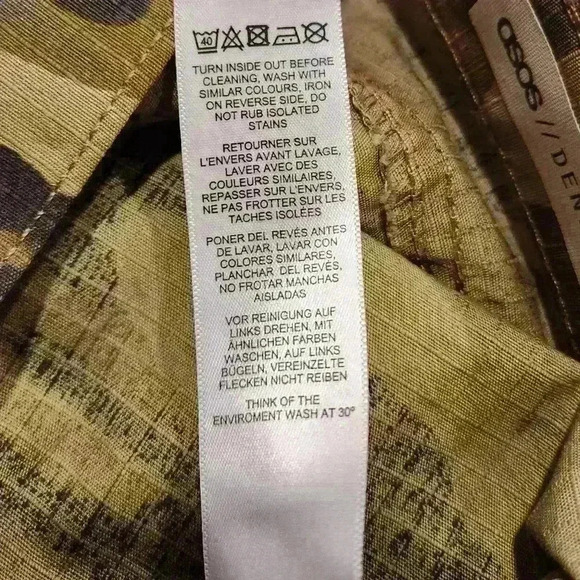 40
TURN INSIDE OUT BEFORE
CLEANING, WASH WITH
SIMILAR COLOURS, IRON
ON REVERSE SIDE, DO
NOT RUB ISOLATED
STAINS
RETOURNER SUR
L'ENVERS AVANT LAVAGE,
LAVER AVEC DES
COULEURS SIMILAIRES,
REPASSER SUR L'ENVERS,
NE PAS FROTTER SUR LES
TACHES ISOLÉES
PONER DEL REVÉS ANTES
DE LAVAR, LAVAR CON
COLORES SIMILARES,
PLANCHAR DEL REVÉS,
NO FROTAR MANCHAS
AISLADAS
VOR REINIGUNG AUF
LINKS DREHEN, MIT
ÄHNLICHEN FARBEN
WASCHEN, AUF LINKS
BÜGELN, VEREINZELTE
FLECKEN NICHT REIBEN
THINK OF THE
ENVIROMENT WASH AT 30°
asos // DEN